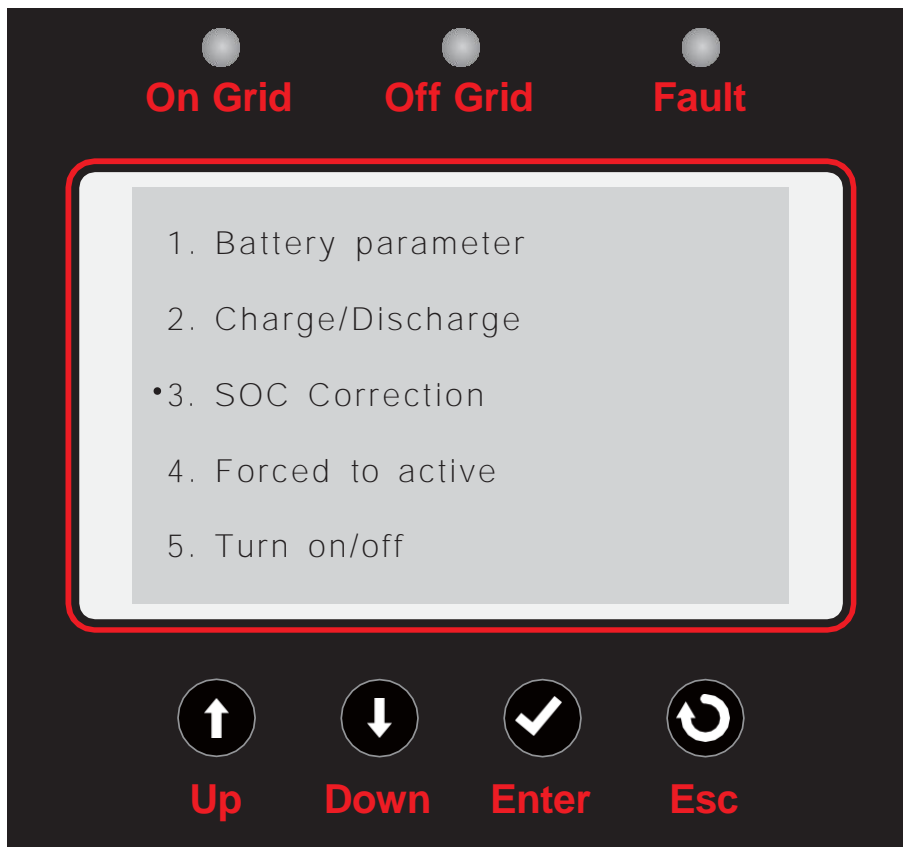 On Grid Off Grid Fault
1. Battery parameter
2. Charge/Discharge
•3. SOC Correction
4. Forced to active
5. Turn on/off
Up Down Enter Esc